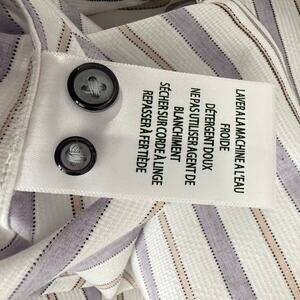 LAVER A LA MACHINE A L'EAU
FROIDE
DÉTERGENT DOUX
NE PAS UTILISER AGENT DE
BLANCHIMENT
SÉCHER SUR CORDE À LINGE
REPASSER À FER TIÈDE